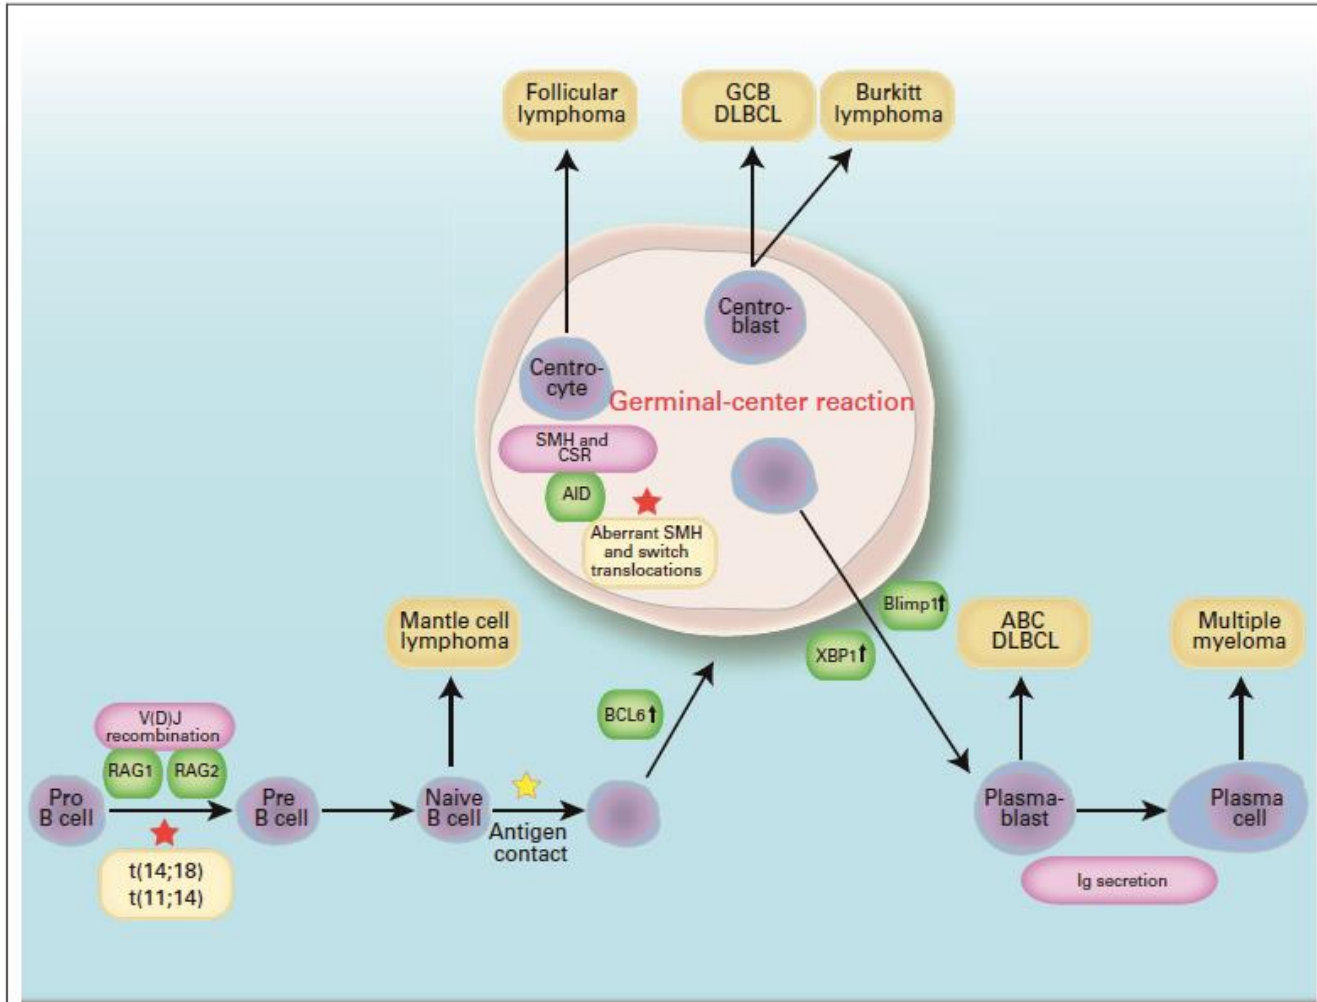 Follicular
lymphoma
GCB
DLBCL
Burkitt
lymphoma
Centro-
blast
Centro-
cyte
Germinal-center reaction
SMH and
CSR
AID
Aberrant SMH
and switch
translocations
Blimp1⬆
XBP1⬆
BCL6⬆
Mantle cell
lymphoma
ABC
DLBCL
Multiple
myeloma
V(D)J
recombination
RAG1
RAG2
Pro
B cell
Pre
B cell
Naive
B cell
Antigen
contact
Plasma-
blast
Plasma
cell
t(14;18)
t(11;14)
Ig secretion